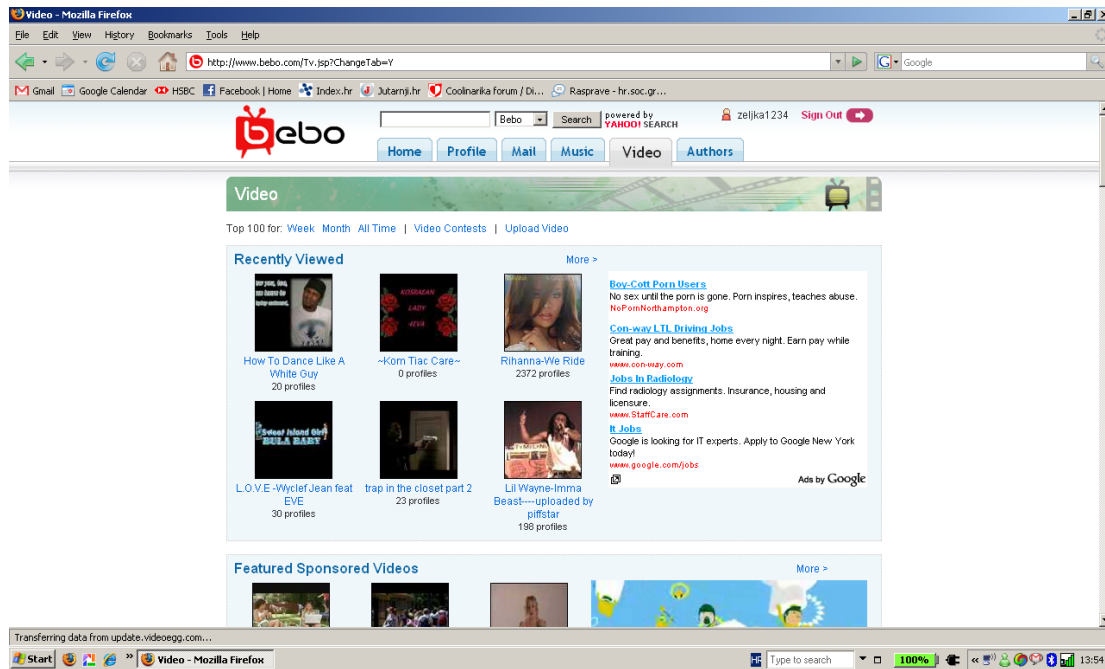 Video - Mozilla Firefox
File Edit View History Bookmarks Tools Help
http://www.bebo.com/Tv.jsp?ChangeTab=Y
G Google
Gmail Google Calendar HSBC Facebook | Home Index.hr Jutarnji.hr Coolinarika forum / Di... Rasprave - hr.soc.gr...
bebo
Bebo Search powered by YAHOO! SEARCH
zeljka1234 Sign Out
Home Profile Mail Music Video Authors
Video
Top 100 for: Week Month All Time | Video Contests | Upload Video
Recently Viewed More >
How To Dance Like A
White Guy
20 profiles
KOSRAEAN
LADY
4EVA
~Kom Tiac Care~
0 profiles
Rihanna-We Ride
2372 profiles
Sweet Island Girl
BULA BABY
L.O.V.E -Wyclef Jean feat
EVE
30 profiles
trap in the closet part 2
23 profiles
Lil Wayne-Imma
Beast----uploaded by
piffstar
198 profiles
Boy-Cott Porn Users
No sex until the porn is gone. Porn inspires, teaches abuse.
NoPornNorthampton.org
Con-way LTL Driving Jobs
Great pay and benefits, home every night. Earn pay while
training.
www.con-way.com
Jobs In Radiology
Find radiology assignments. Insurance, housing and
licensure.
www.StaffCare.com
It Jobs
Google is looking for IT experts. Apply to Google New York
today!
www.google.com/jobs
Ads by Google
Featured Sponsored Videos More >
Transferring data from update.videoegg.com...
Start Video - Mozilla Firefox HR Type to search 100% 13:54